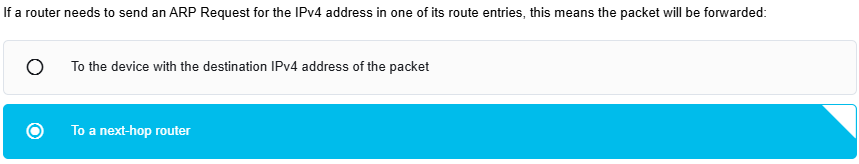 If a router needs to send an ARP Request for the IPv4 address in one of its route entries, this means the packet will be forwarded:
To the device with the destination IPv4 address of the packet
To a next-hop router